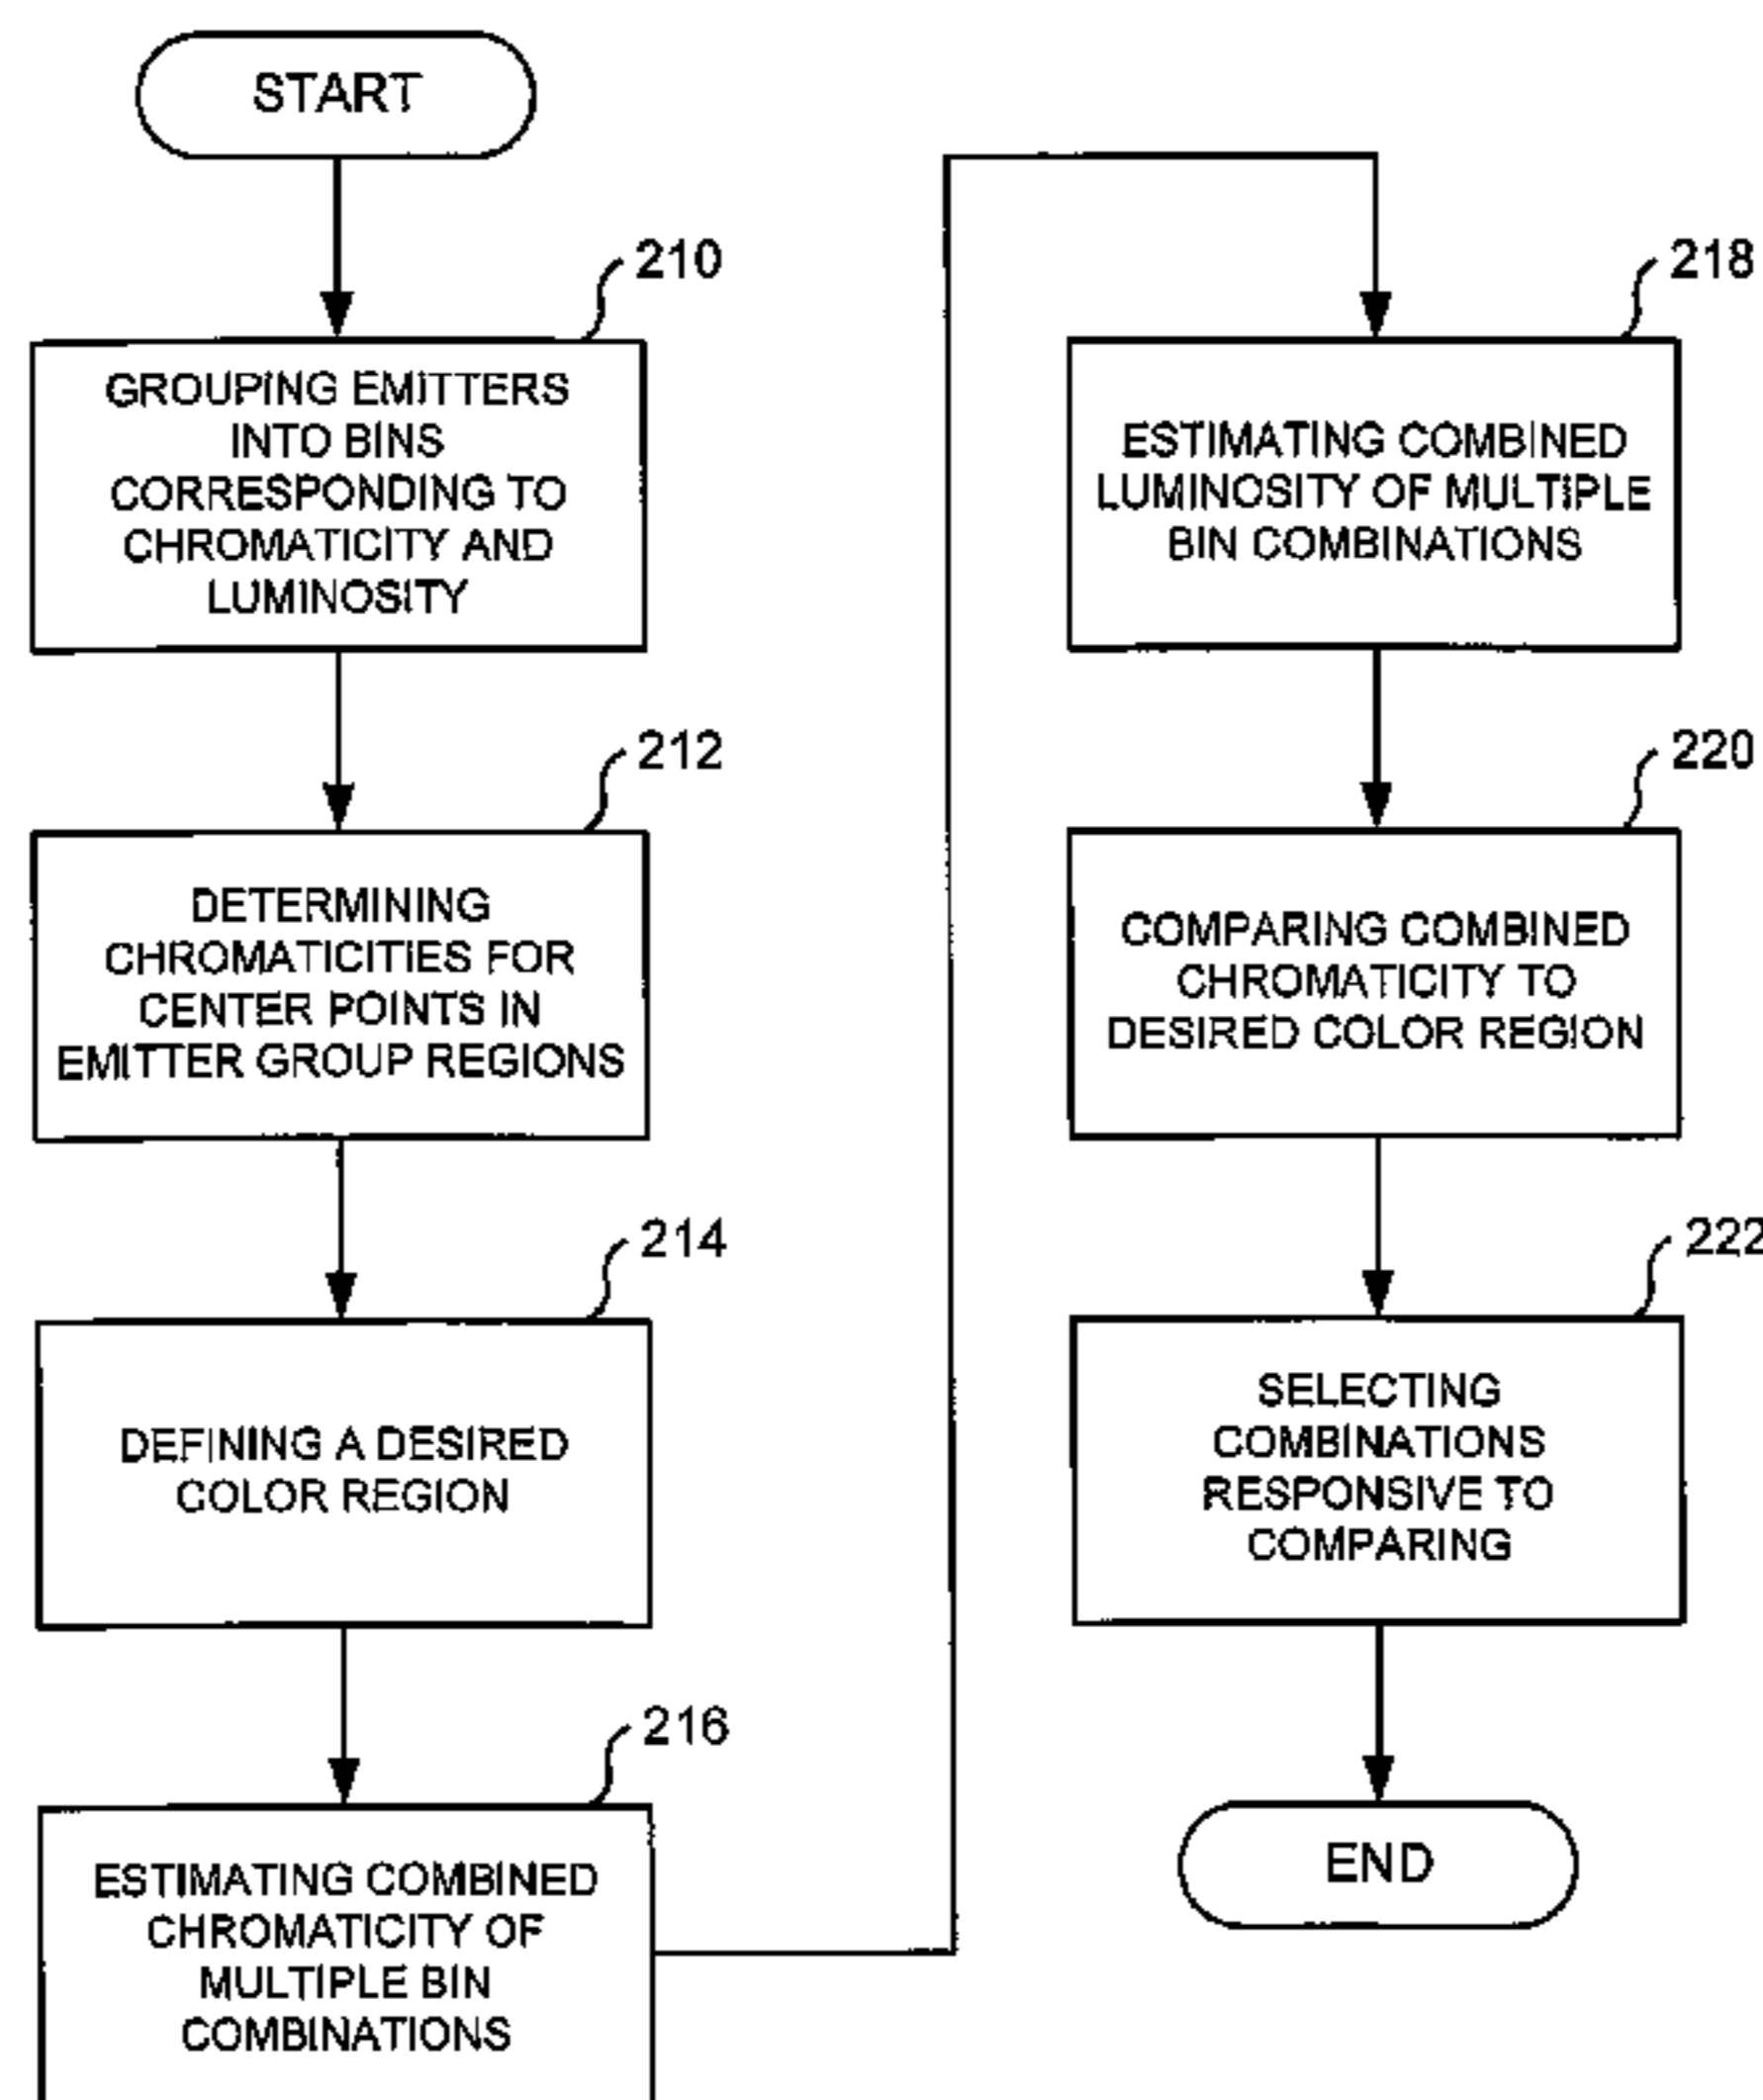 START
210
GROUPING EMITTERS
INTO BINS
CORRESPONDING TO
CHROMATICITY AND
LUMINOSITY
212
DETERMINING
CHROMATICITIES FOR
CENTER POINTS IN
EMITTER GROUP REGIONS
214
DEFINING A DESIRED
COLOR REGION
216
ESTIMATING COMBINED
CHROMATICITY OF
MULTIPLE BIN
COMBINATIONS
218
ESTIMATING COMBINED
LUMINOSITY OF MULTIPLE
BIN COMBINATIONS
220
COMPARING COMBINED
CHROMATICITY TO
DESIRED COLOR REGION
222
SELECTING
COMBINATIONS
RESPONSIVE TO
COMPARING
END